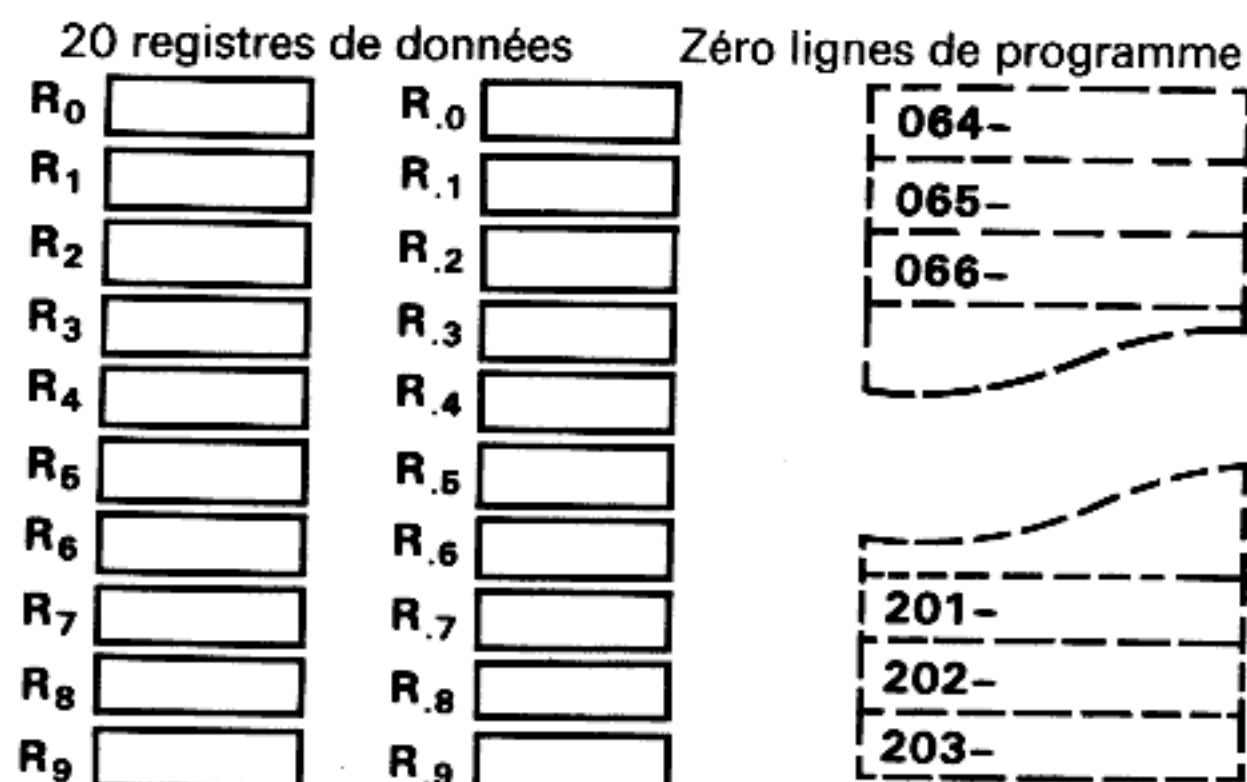 20 registres de données Zéro lignes de programme
R0 R.0 064–
R1 R.1 065–
R2 R.2 066–
R3 R.3
R4 R.4
R5 R.5
R6 R.6
R7 R.7 201–
R8 R.8 202–
R9 R.9 203–